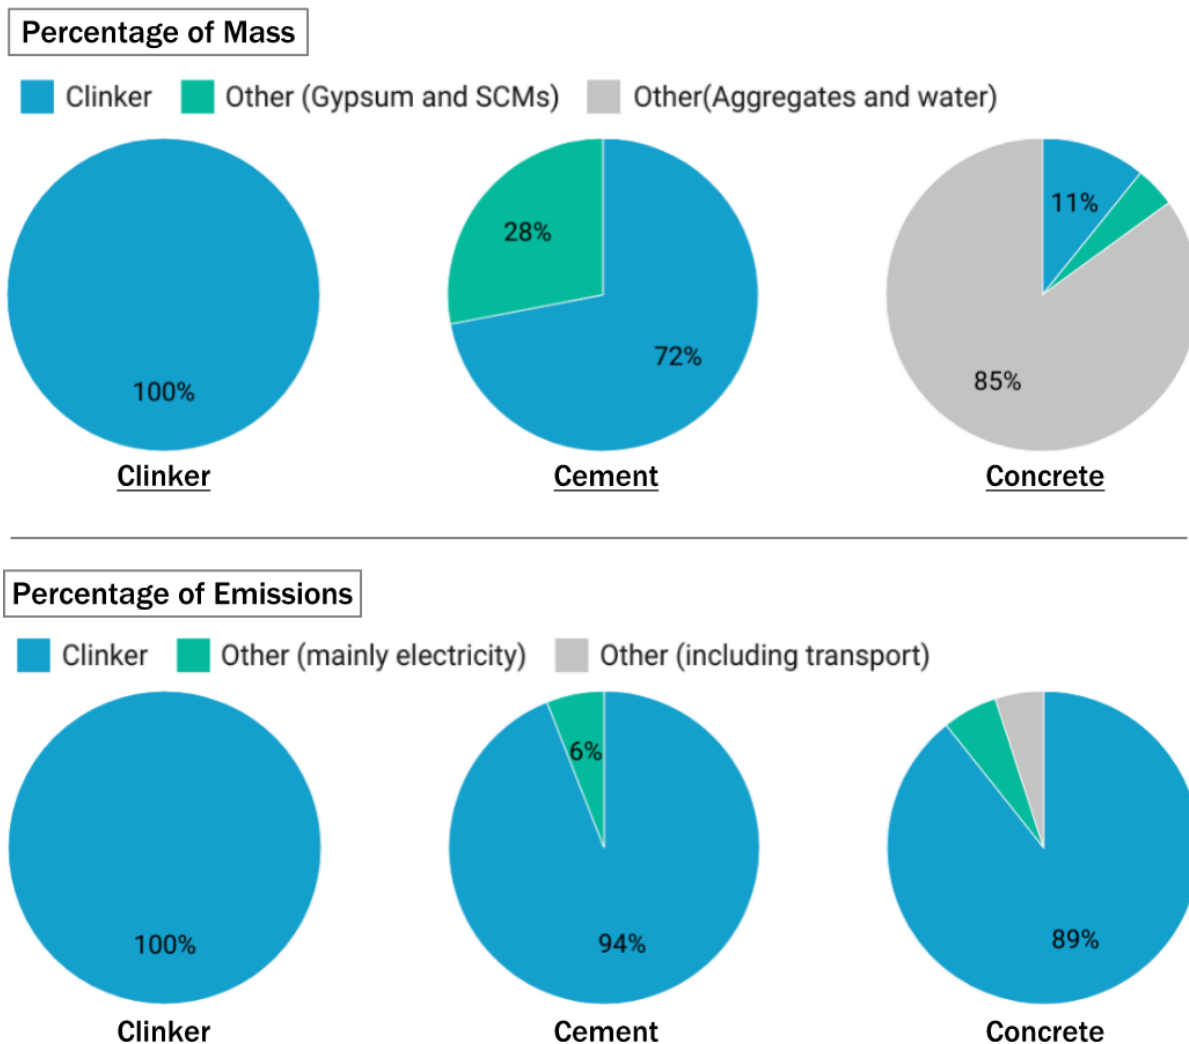 Percentage of Mass
Clinker Other (Gypsum and SCMs) Other(Aggregates and water)
100%
28%
72%
11%
85%
Clinker Cement Concrete
Percentage of Emissions
Clinker Other (mainly electricity) Other (including transport)
100%
6%
94%
89%
Clinker Cement Concrete